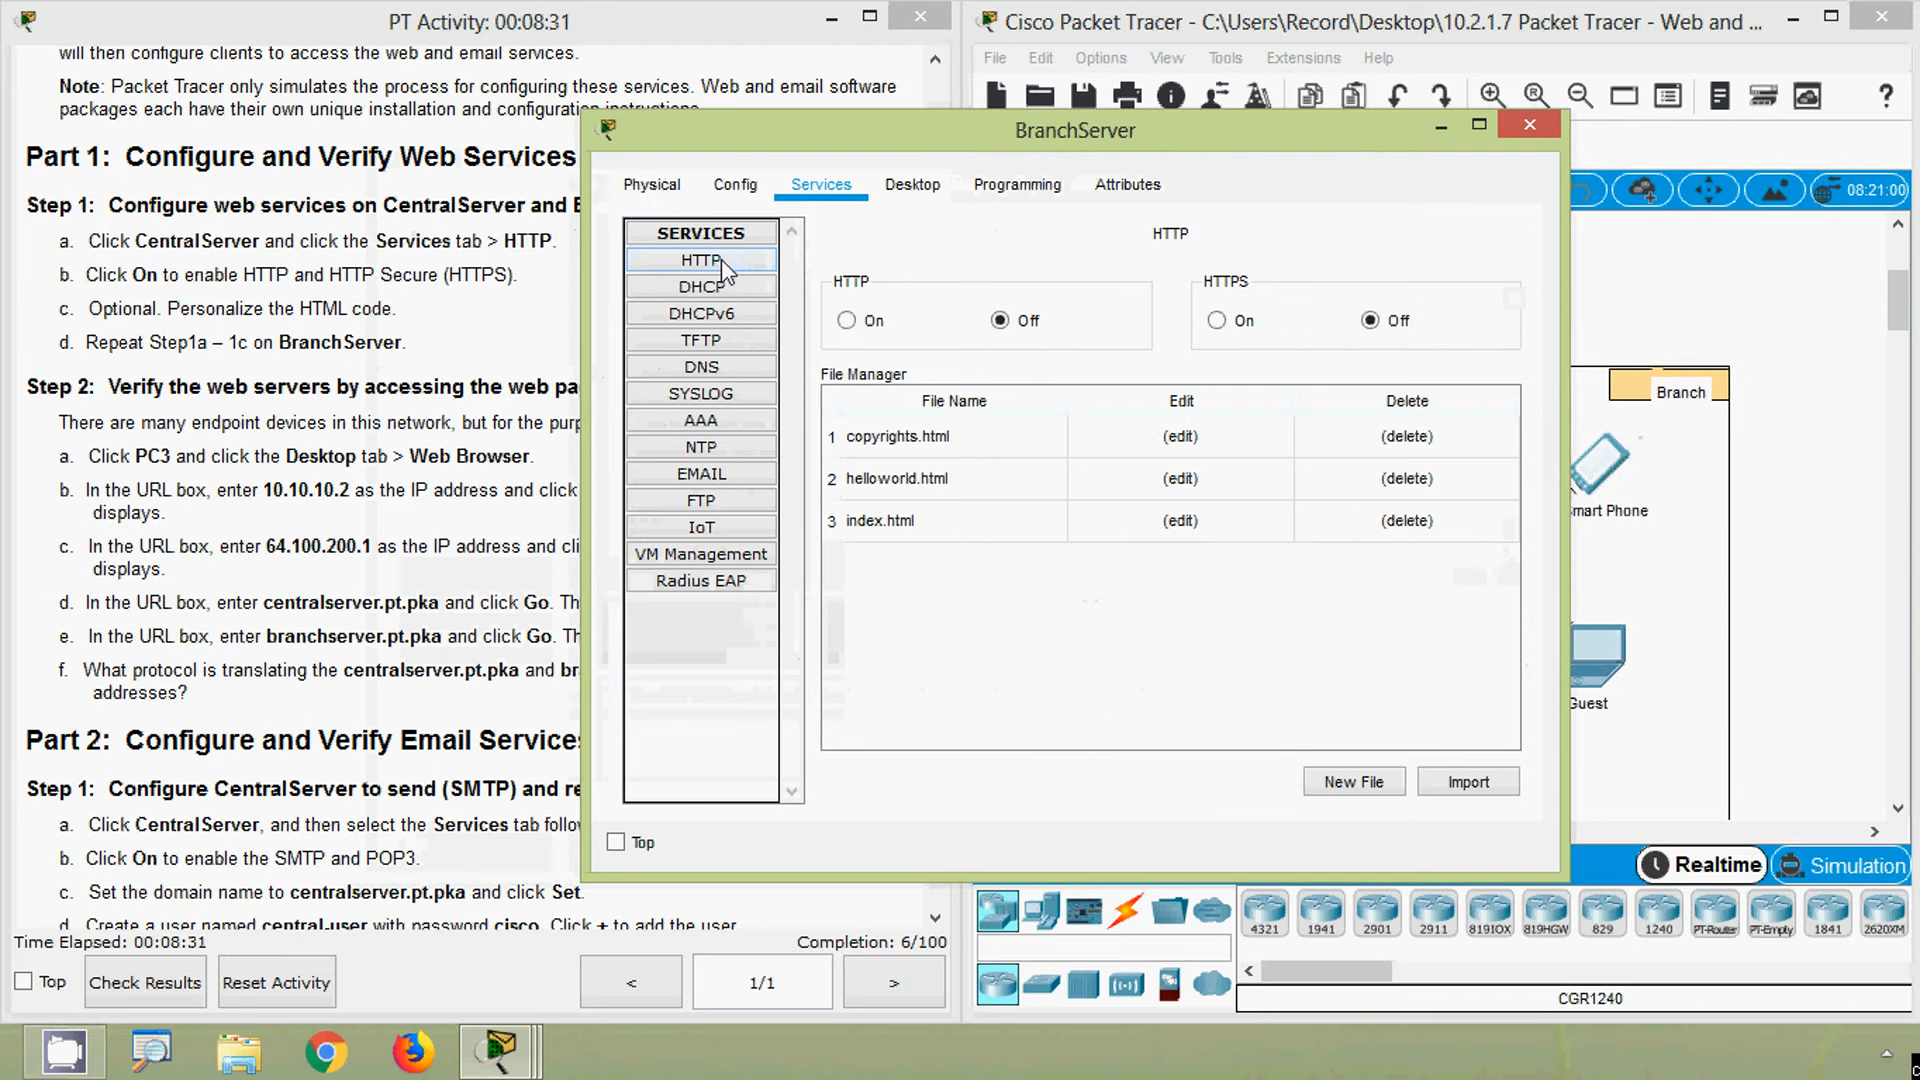 PT Activity: 00:08:31
will then configure clients to access the web and email services.
Note: Packet Tracer only simulates the process for configuring these services. Web and email software
packages each have their own unique installation and configuration instructions.
Part 1: Configure and Verify Web Services
Step 1: Configure web services on CentralServer and
a. Click CentralServer and click the Services tab > HTTP.
b. Click On to enable HTTP and HTTP Secure (HTTPS).
c. Optional. Personalize the HTML code.
d. Repeat Step1a – 1c on BranchServer.
Step 2: Verify the web servers by accessing the web pa
There are many endpoint devices in this network, but for the purp
a. Click PC3 and click the Desktop tab > Web Browser.
b. In the URL box, enter 10.10.10.2 as the IP address and click
displays.
c. In the URL box, enter 64.100.200.1 as the IP address and cli
displays.
d. In the URL box, enter centralserver.pt.pka and click Go. Th
e. In the URL box, enter branchserver.pt.pka and click Go. Th
f. What protocol is translating the centralserver.pt.pka and br
addresses?
Part 2: Configure and Verify Email Services
Step 1: Configure CentralServer to send (SMTP) and re
a. Click CentralServer, and then select the Services tab follow
b. Click On to enable the SMTP and POP3.
c. Set the domain name to centralserver.pt.pka and click Set.
d. Create a user named central-user with password cisco. Click + to add the user.
Time Elapsed: 00:08:31
Completion: 6/100
Top
Check Results
Reset Activity
<
1/1
>
Cisco Packet Tracer - C:\Users\Record\Desktop\10.2.1.7 Packet Tracer - Web and ...
File Edit Options View Tools Extensions Help
?
08:21:00
BranchServer
Physical Config Services Desktop Programming Attributes
SERVICES
HTTP
DHCP
DHCPv6
TFTP
DNS
SYSLOG
AAA
NTP
EMAIL
FTP
IoT
VM Management
Radius EAP
HTTP
HTTP
On Off
HTTPS
On Off
File Manager
File Name Edit Delete
1 copyrights.html (edit) (delete)
2 helloworld.html (edit) (delete)
3 index.html (edit) (delete)
New File Import
Top
Branch
Smart Phone
Guest
Realtime Simulation
4321 1941 2901 2911 819IOX 819HGW 829 1240 PT-Router PT-Empty 1841 2620XM
< >
CGR1240